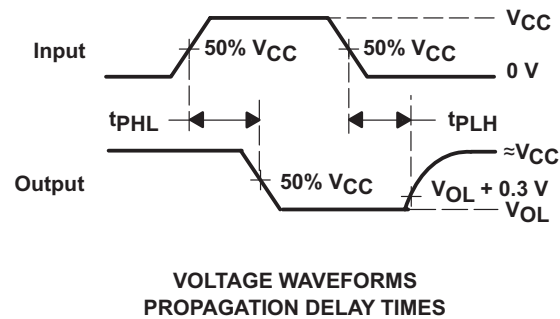 VCC
Input
50% VCC
50% VCC
0 V
tPHL
tPLH
≈VCC
Output
50% VCC
VOL + 0.3 V
VOL
VOLTAGE WAVEFORMS
PROPAGATION DELAY TIMES